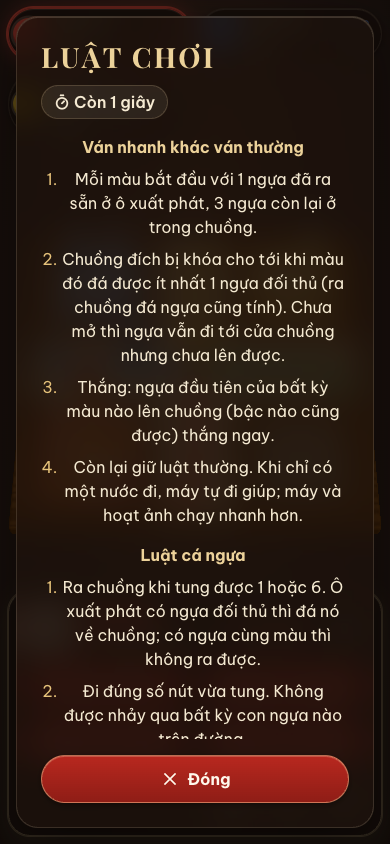 LUẬT CHƠI
Còn 1 giây
Ván nhanh khác ván thường
1. Mỗi màu bắt đầu với 1 ngựa đã ra
sẵn ở ô xuất phát, 3 ngựa còn lại ở
trong chuồng.
2. Chuồng đích bị khóa cho tới khi màu
đó đá được ít nhất 1 ngựa đối thủ (ra
chuồng đá ngựa cũng tính). Chưa
mở thì ngựa vẫn đi tới cửa chuồng
nhưng chưa lên được.
3. Thắng: ngựa đầu tiên của bất kỳ
màu nào lên chuồng (bậc nào cũng
được) thắng ngay.
4. Còn lại giữ luật thường. Khi chỉ có
một nước đi, máy tự đi giúp; máy và
hoạt ảnh chạy nhanh hơn.
Luật cá ngựa
1. Ra chuồng khi tung được 1 hoặc 6. Ô
xuất phát có ngựa đối thủ thì đá nó
về chuồng; có ngựa cùng màu thì
không ra được.
2. Đi đúng số nút vừa tung. Không
được nhảy qua bất kỳ con ngựa nào
trên đường
Đóng